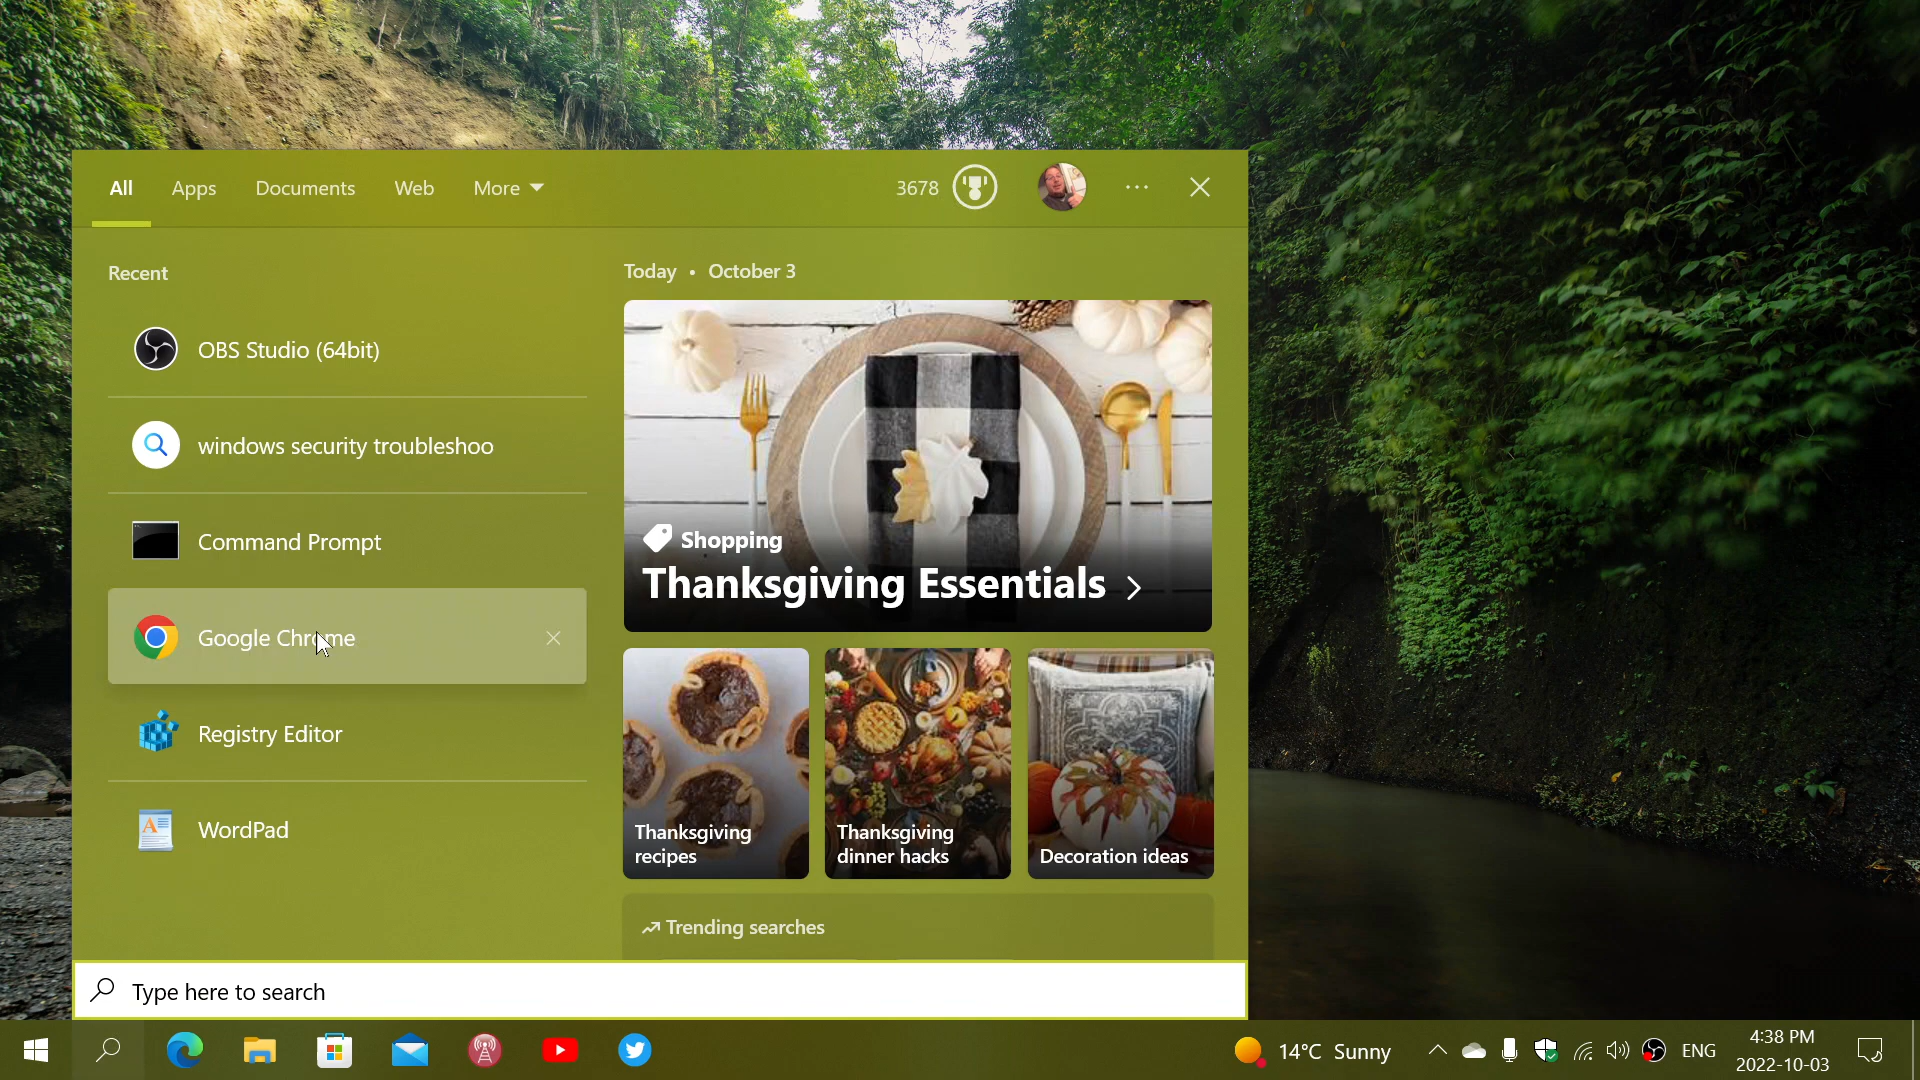 All Apps Documents Web More 3678
Recent
OBS Studio (64bit)
windows security troubleshoo
Command Prompt
Google Chrome
Registry Editor
WordPad
Today • October 3
Shopping
Thanksgiving Essentials
Thanksgiving
recipes
Thanksgiving
dinner hacks
Decoration ideas
Trending searches
Type here to search
14°C Sunny
ENG
4:38 PM
2022-10-03